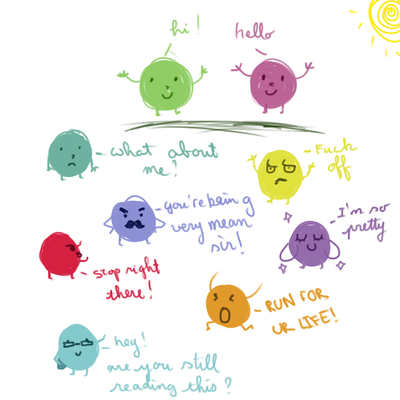 hi!
hello
what about
me?
Fuck
off
you're being
very mean
sir!
I'm so
pretty
stop right
there!
RUN FOR
UR LIFE!
hey!
are you still
reading this?